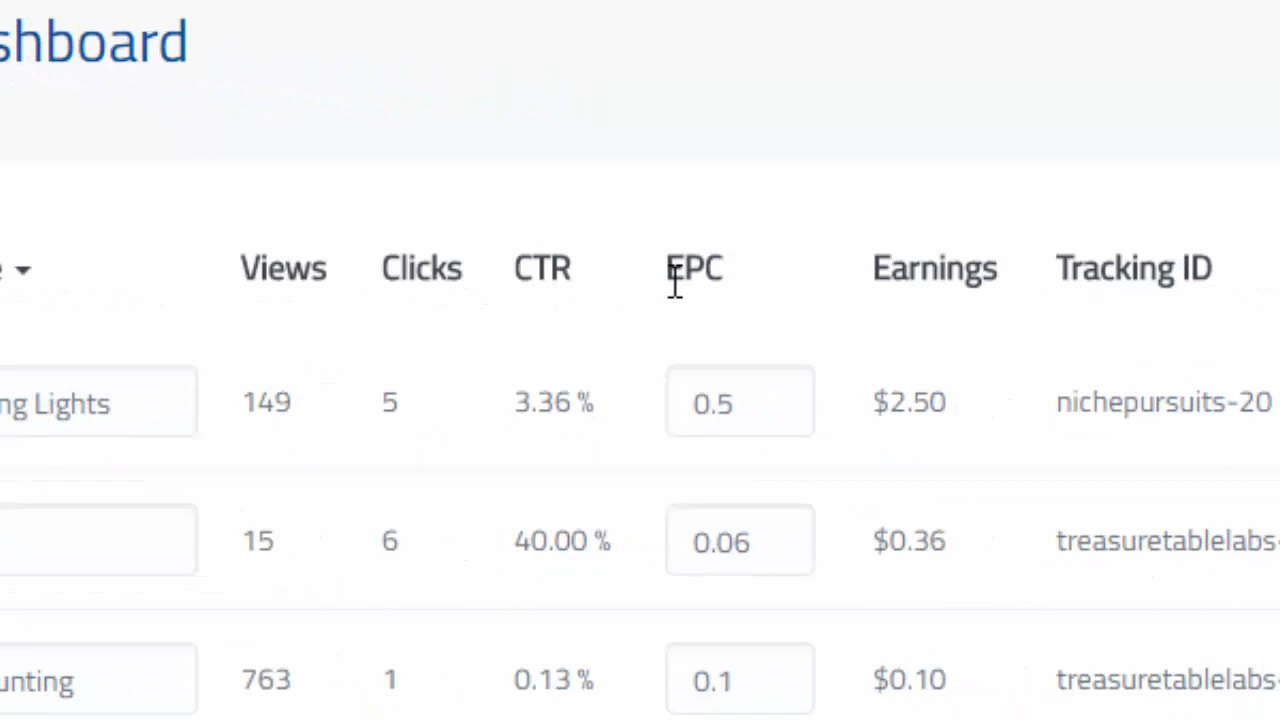 shboard
e Views Clicks CTR EPC Earnings Tracking ID
ng Lights 149 5 3.36 % 0.5 $2.50 nichepursuits-20
15 6 40.00 % 0.06 $0.36 treasuretablelabs-
unting 763 1 0.13 % 0.1 $0.10 treasuretablelabs-